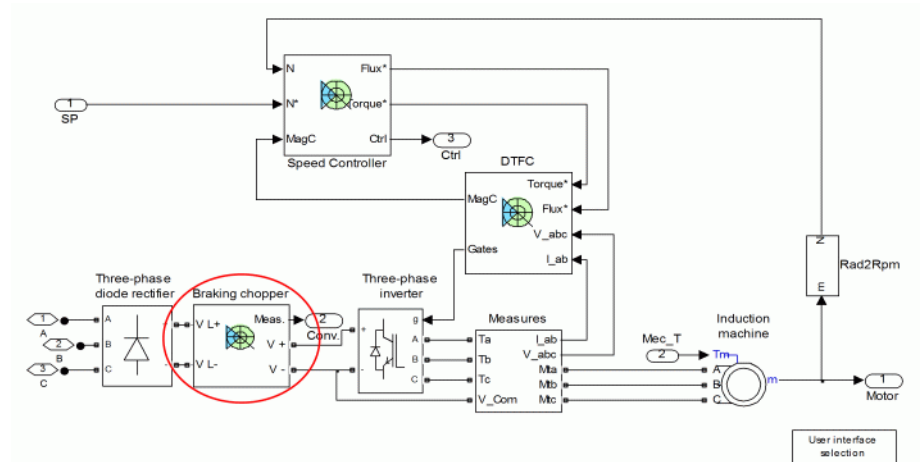 N
Flux*
N*
Torque*
MagC
Ctrl
Speed Controller
1
SP
3
Ctrl
DTFC
Torque*
MagC
Flux*
V_abc
Gates
I_ab
N
Rad2Rpm
m
Three-phase
diode rectifier
1
A
2
B
3
C
A
B
C
+
-
Braking chopper
V L+
Meas.
V +
V L-
V -
2
Conv.
Three-phase
inverter
g
+
A
B
-
C
Measures
Ta
I_ab
Tb
V_abc
Mta
Tc
Mtb
V_Com
Mtc
Mec_T
2
Induction
machine
Tm
A
B
C
m
1
Motor
User interface
selection